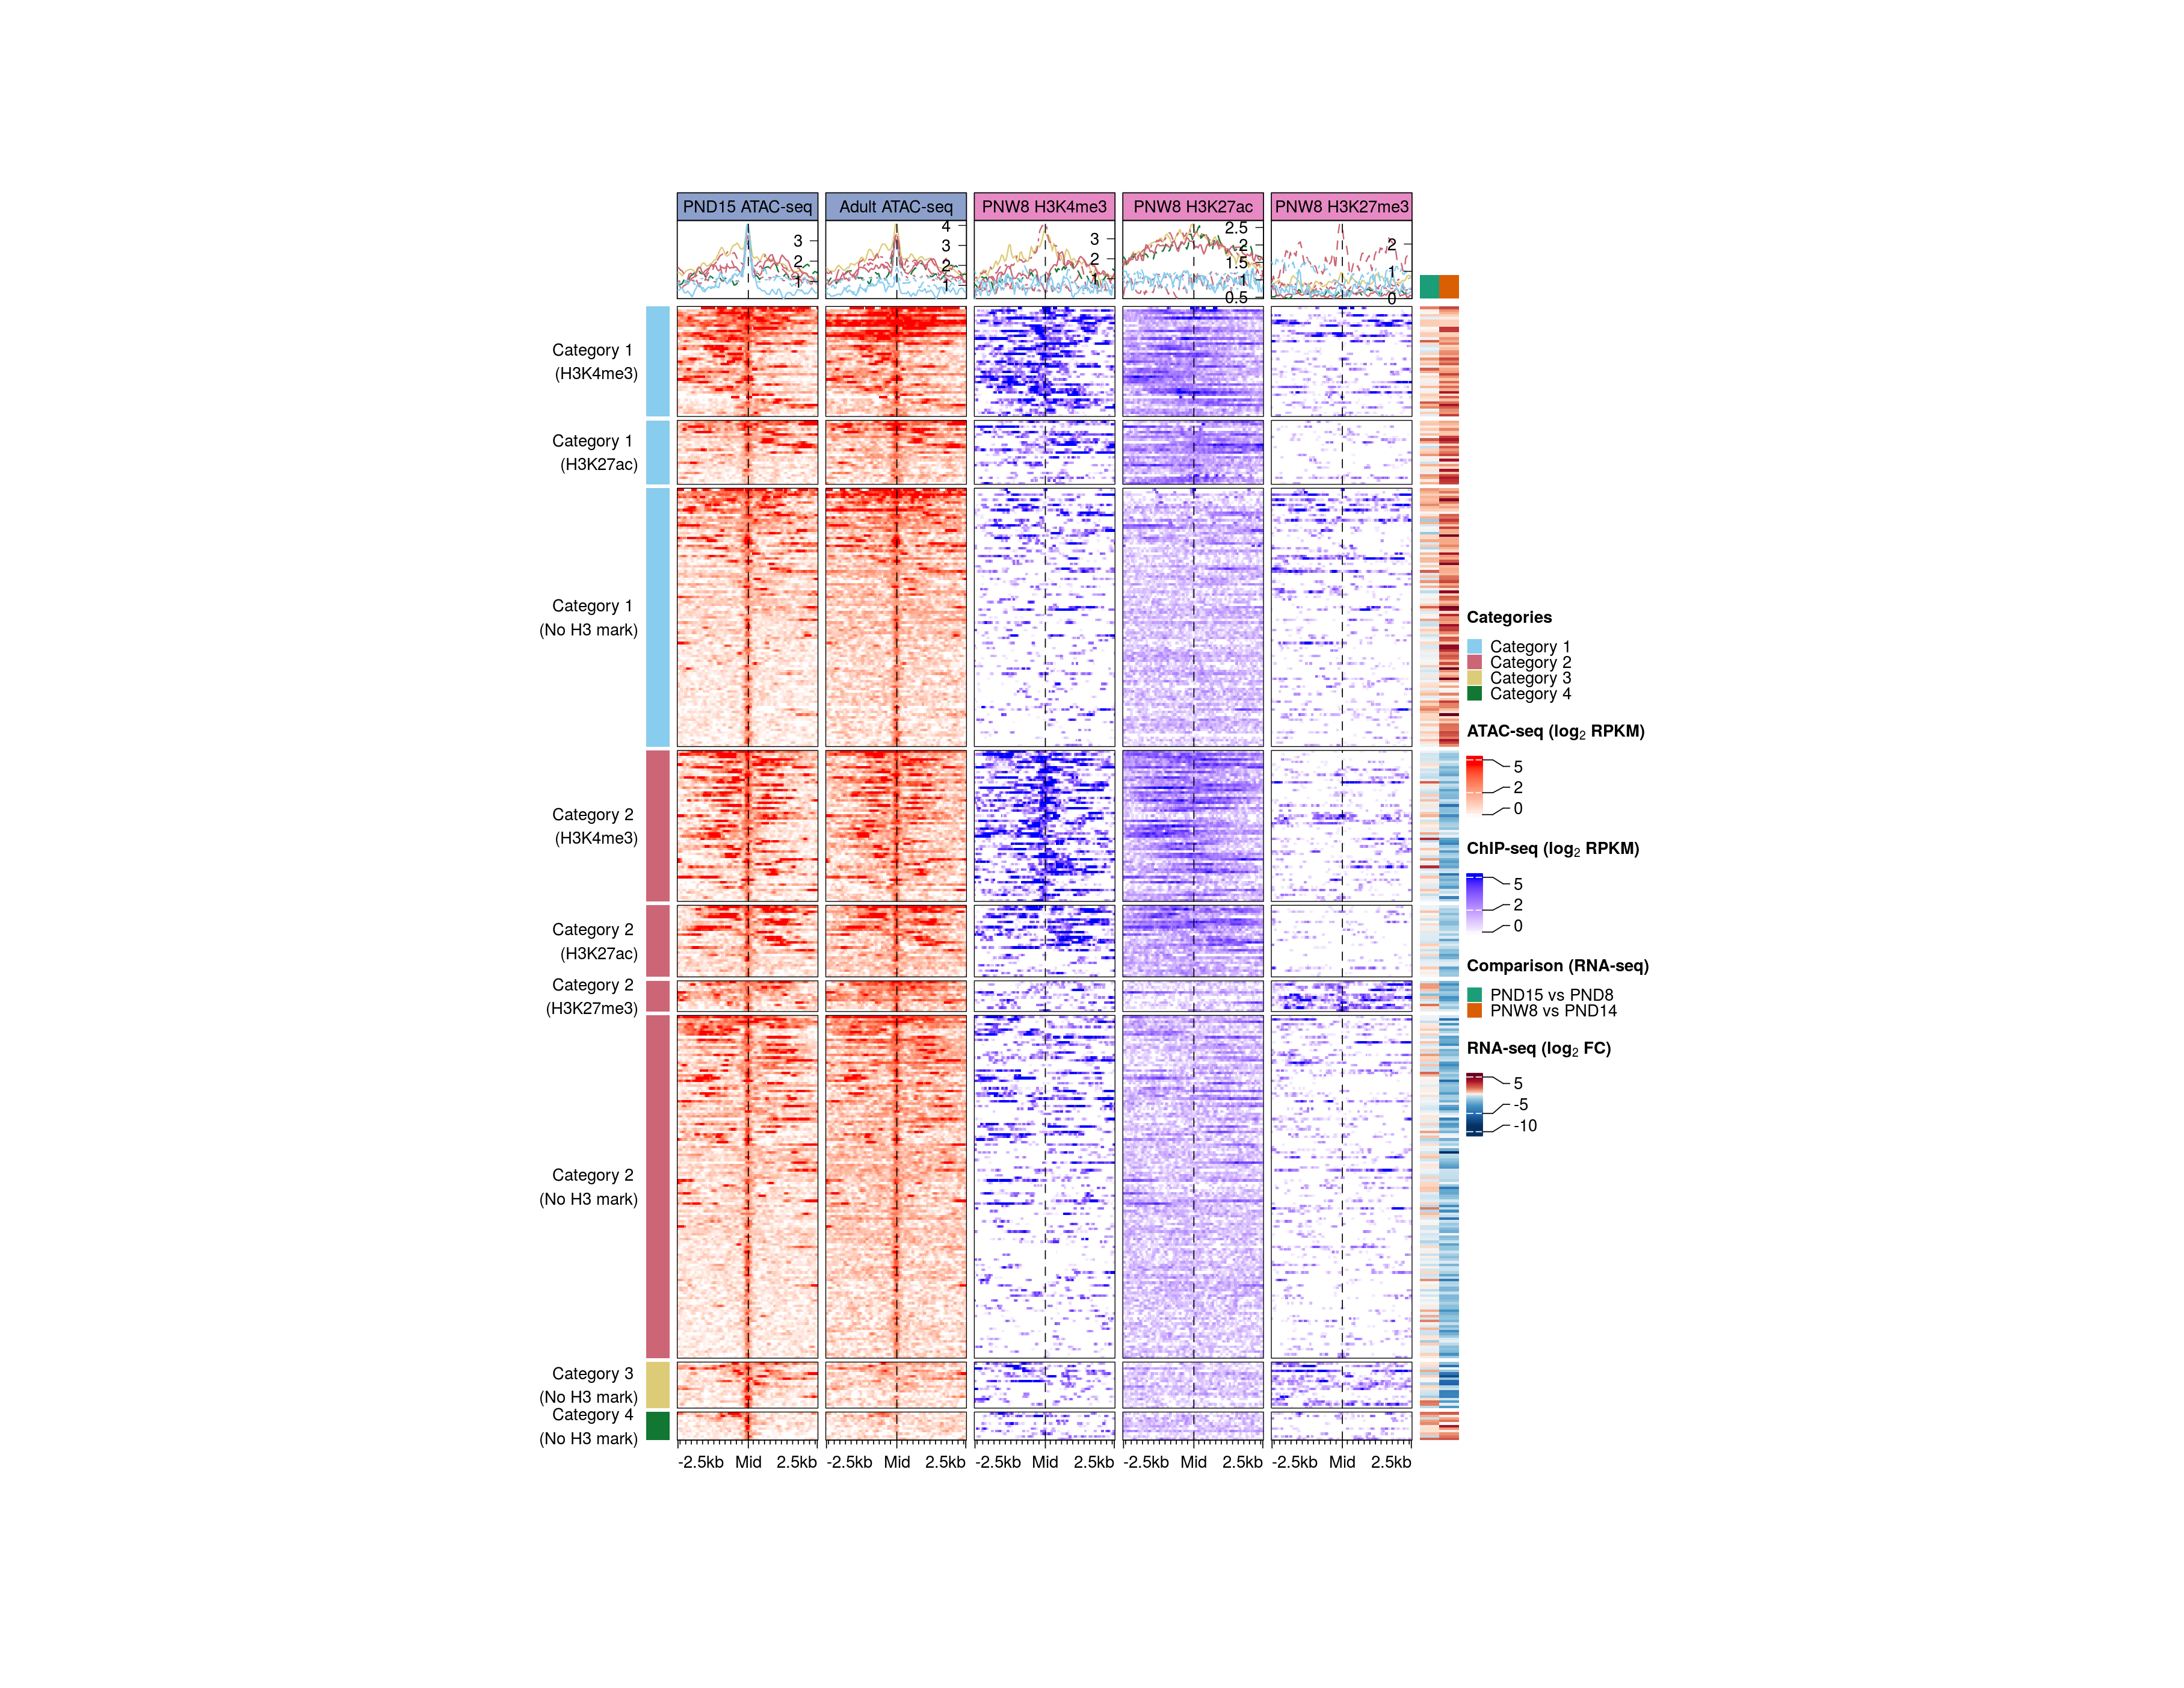 PND15 ATAC-seq
Adult ATAC-seq
PNW8 H3K4me3
PNW8 H3K27ac
PNW8 H3K27me3
3
2
1
4
3
2
1
3
2
1
2.5
2
1.5
1
0.5
2
1
0
Category 1
(H3K4me3)
Category 1
(H3K27ac)
Category 1
(No H3 mark)
Category 2
(H3K4me3)
Category 2
(H3K27ac)
Category 2
(H3K27me3)
Category 2
(No H3 mark)
Category 3
(No H3 mark)
Category 4
(No H3 mark)
-2.5kb Mid 2.5kb
-2.5kb Mid 2.5kb
-2.5kb Mid 2.5kb
-2.5kb Mid 2.5kb
-2.5kb Mid 2.5kb
Categories
Category 1
Category 2
Category 3
Category 4
ATAC-seq (log₂ RPKM)
5
2
0
ChIP-seq (log₂ RPKM)
5
2
0
Comparison (RNA-seq)
PND15 vs PND8
PNW8 vs PND14
RNA-seq (log₂ FC)
5
-5
-10